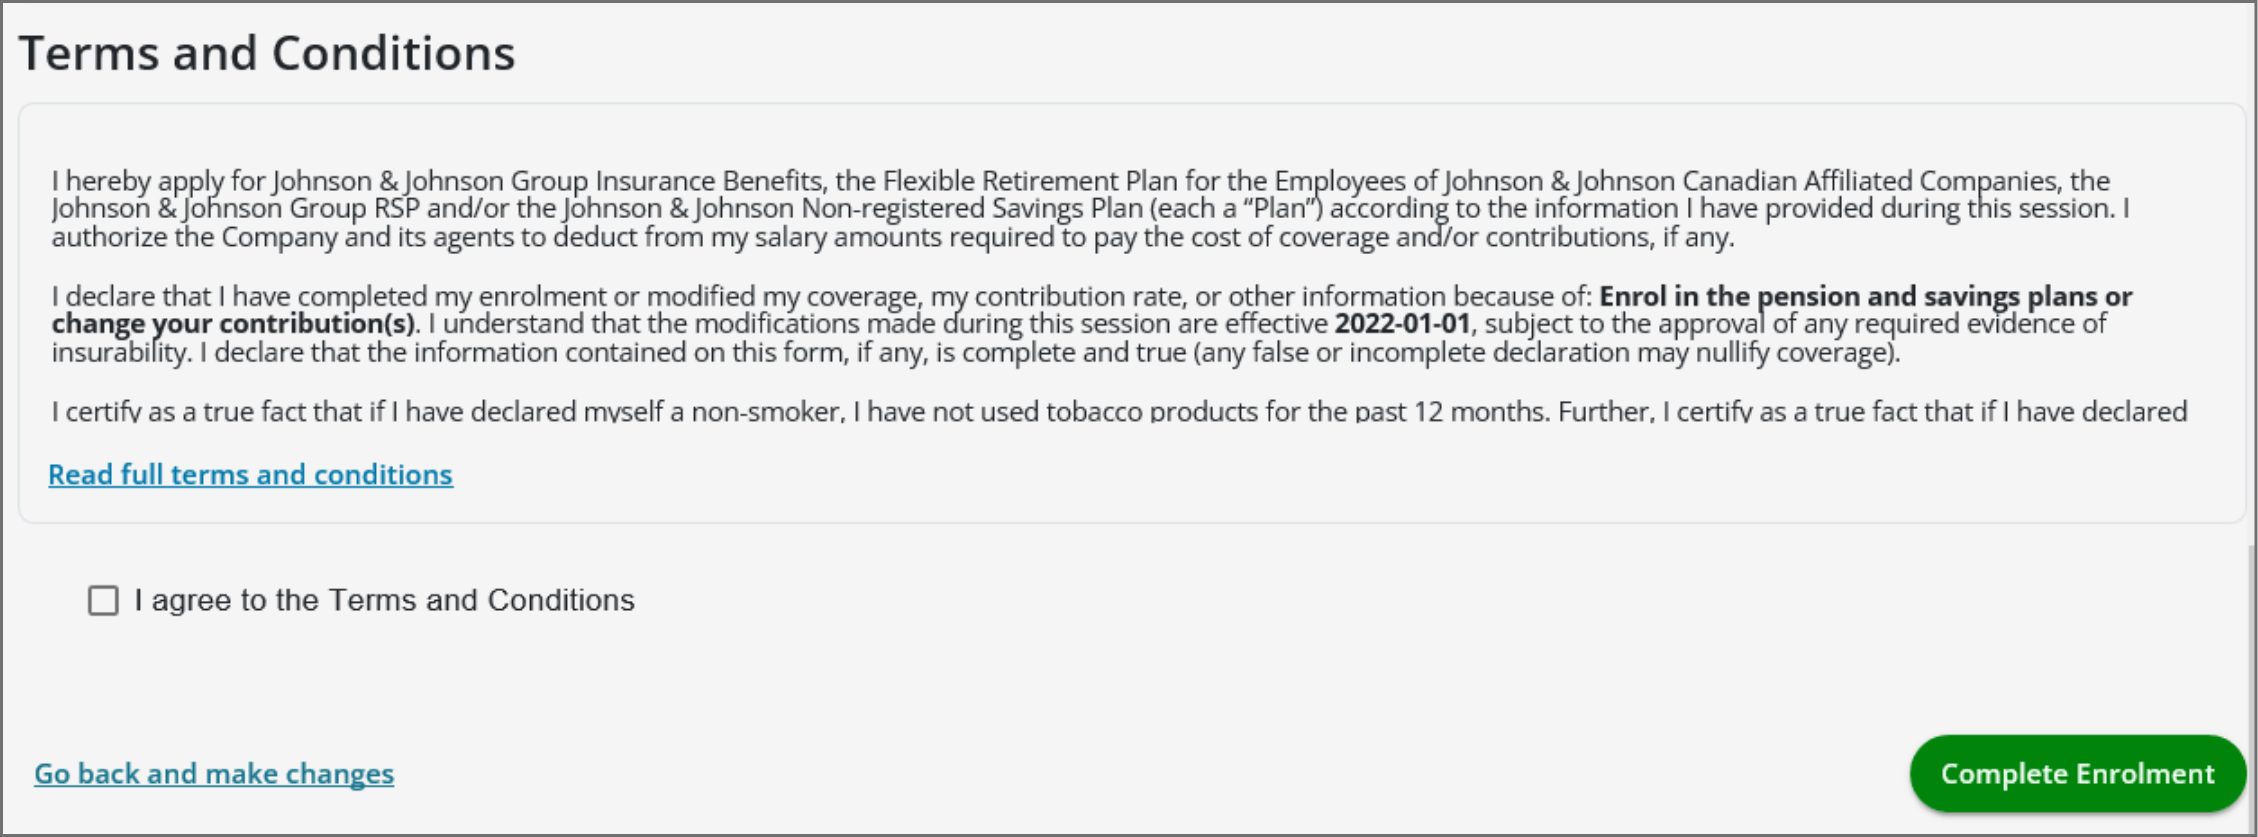 Terms and Conditions
I hereby apply for Johnson & Johnson Group Insurance Benefits, the Flexible Retirement Plan for the Employees of Johnson & Johnson Canadian Affiliated Companies, the
Johnson & Johnson Group RSP and/or the Johnson & Johnson Non-registered Savings Plan (each a “Plan”) according to the information I have provided during this session. I
authorize the Company and its agents to deduct from my salary amounts required to pay the cost of coverage and/or contributions, if any.
I declare that I have completed my enrolment or modified my coverage, my contribution rate, or other information because of: Enrol in the pension and savings plans or
change your contribution(s). I understand that the modifications made during this session are effective 2022-01-01, subject to the approval of any required evidence of
insurability. I declare that the information contained on this form, if any, is complete and true (any false or incomplete declaration may nullify coverage).
I certify as a true fact that if I have declared myself a non-smoker, I have not used tobacco products for the past 12 months. Further, I certify as a true fact that if I have declared
Read full terms and conditions
I agree to the Terms and Conditions
Go back and make changes
Complete Enrolment